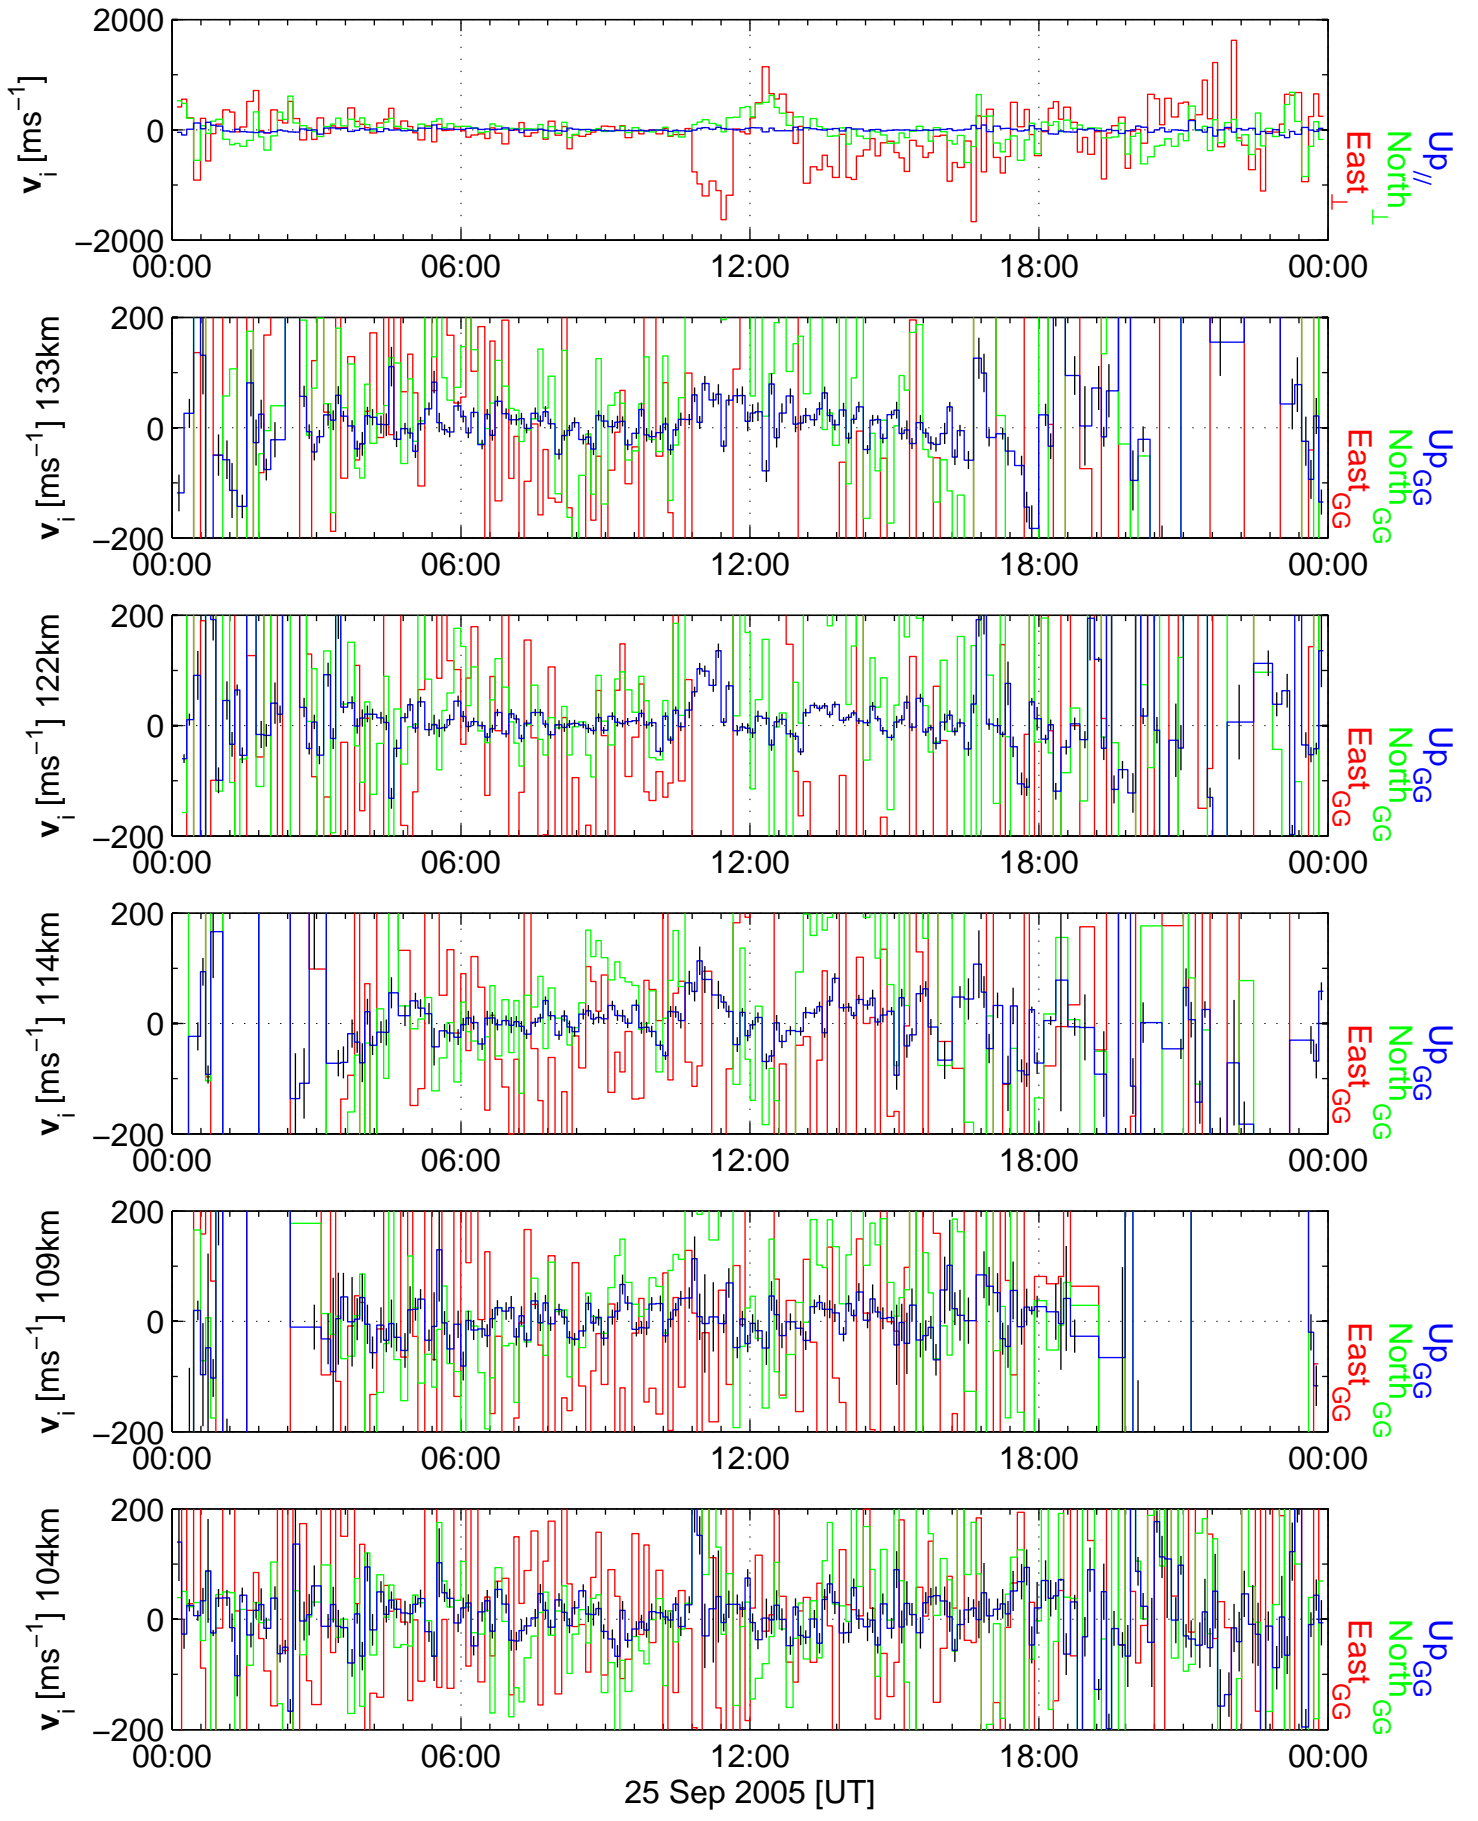 2000
0
−2000
v_i [ms^−1]
00:00 06:00 12:00 18:00 00:00
East_⊥
North_⊥
Up_//
200
0
−200
v_i [ms^−1] 133km
00:00 06:00 12:00 18:00 00:00
East_GG
North_GG
Up_GG
200
0
−200
v_i [ms^−1] 122km
00:00 06:00 12:00 18:00 00:00
East_GG
North_GG
Up_GG
200
0
−200
v_i [ms^−1] 114km
00:00 06:00 12:00 18:00 00:00
East_GG
North_GG
Up_GG
200
0
−200
v_i [ms^−1] 109km
00:00 06:00 12:00 18:00 00:00
East_GG
North_GG
Up_GG
200
0
−200
v_i [ms^−1] 104km
00:00 06:00 12:00 18:00 00:00
East_GG
North_GG
Up_GG
25 Sep 2005 [UT]